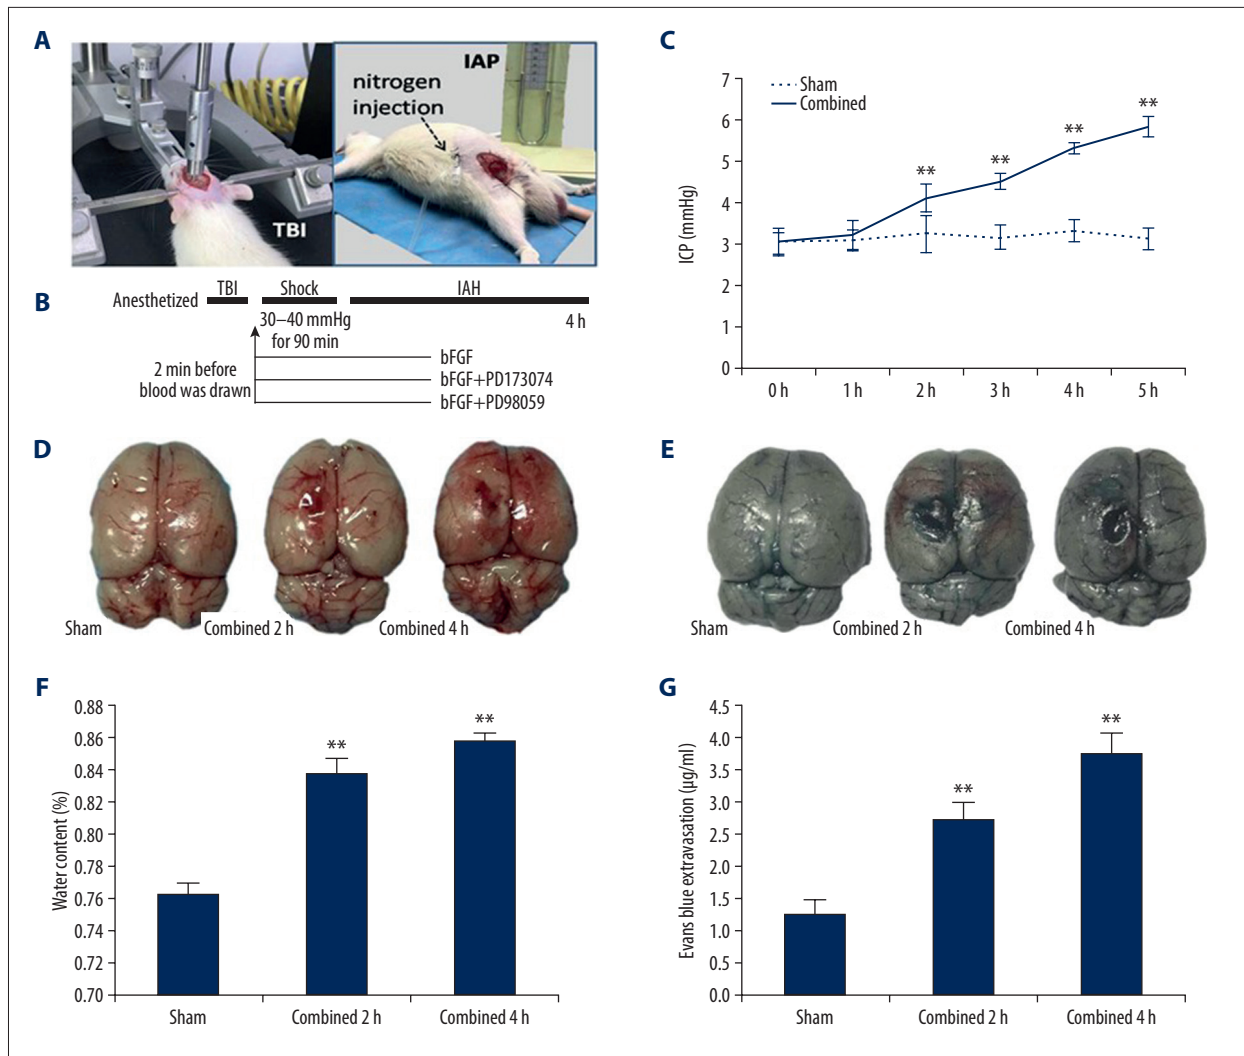 A
nitrogen
injection
IAP
TBI
B
Anesthetized
TBI
Shock
IAH
30–40 mmHg
for 90 min
4 h
2 min before
blood was drawn
bFGF
bFGF+PD173074
bFGF+PD98059
C
Sham
Combined
ICP (mmHg)
7
6
5
4
3
2
1
0
**
**
**
**
0 h
1 h
2 h
3 h
4 h
5 h
D
Sham
Combined 2 h
Combined 4 h
E
Sham
Combined 2 h
Combined 4 h
F
Water content (%)
0.88
0.86
0.84
0.82
0.80
0.78
0.76
0.74
0.72
0.70
**
**
Sham
Combined 2 h
Combined 4 h
G
Evans blue extravasation (µg/ml)
4.5
4.0
3.5
3.0
2.5
2.0
1.5
1.0
0.5
0.0
**
**
Sham
Combined 2 h
Combined 4 h